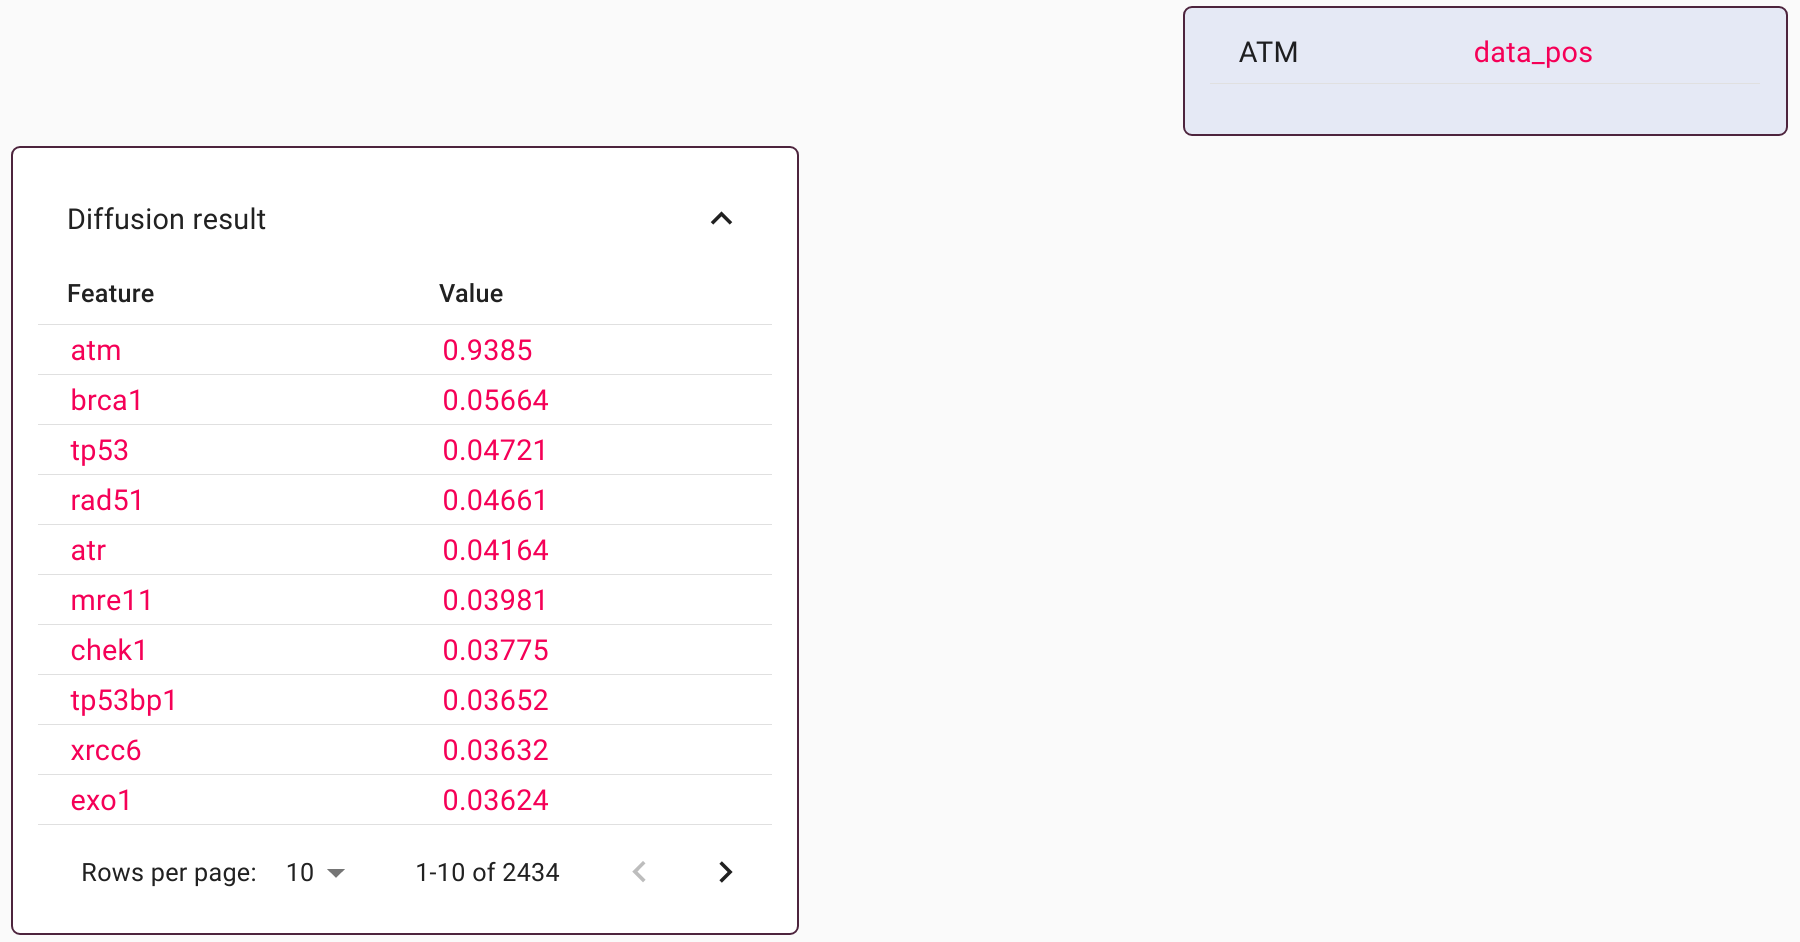 ATM data_pos
Diffusion result
Feature Value
atm 0.9385
brca1 0.05664
tp53 0.04721
rad51 0.04661
atr 0.04164
mre11 0.03981
chek1 0.03775
tp53bp1 0.03652
xrcc6 0.03632
exo1 0.03624
Rows per page: 10 1-10 of 2434